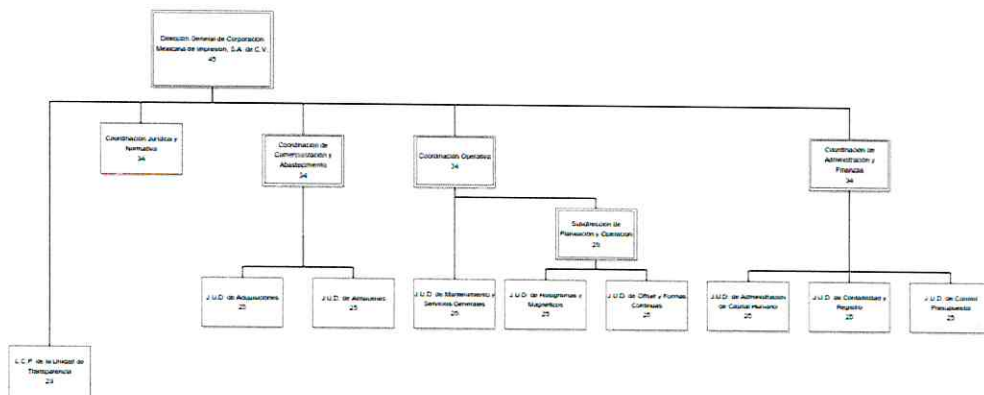 Dirección General de Corporación
Mexicana de Impresión, S.A. de C.V.
45
Coordinación Jurídica y
Normativa
34
Coordinación de
Comercialización y
Abastecimiento
34
Coordinación Operativa
34
Coordinación de
Administración y
Finanzas
34
Subdirección de
Planeación y Operación
29
J.U.D. de Adquisiciones
25
J.U.D. de Almacenes
25
J.U.D. de Mantenimiento y
Servicios Generales
25
J.U.D. de Hologramas y
Magnéticos
25
J.U.D. de Offset y Formas
Continuas
25
J.U.D. de Administración
de Capital Humano
25
J.U.D. de Contabilidad y
Registro
25
J.U.D. de Control
Presupuestal
25
L.C.P. de la Unidad de
Transparencia
23